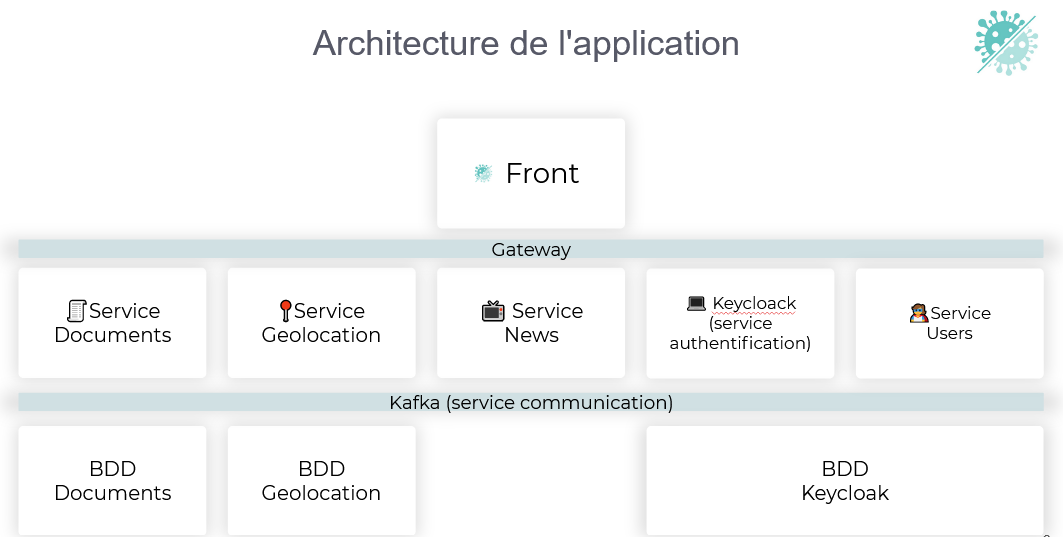 Architecture de l'application
Front
Gateway
Service
Documents
Service
Geolocation
Service
News
Keycloack
(service
authentification)
Service
Users
Kafka (service communication)
BDD
Documents
BDD
Geolocation
BDD
Keycloak